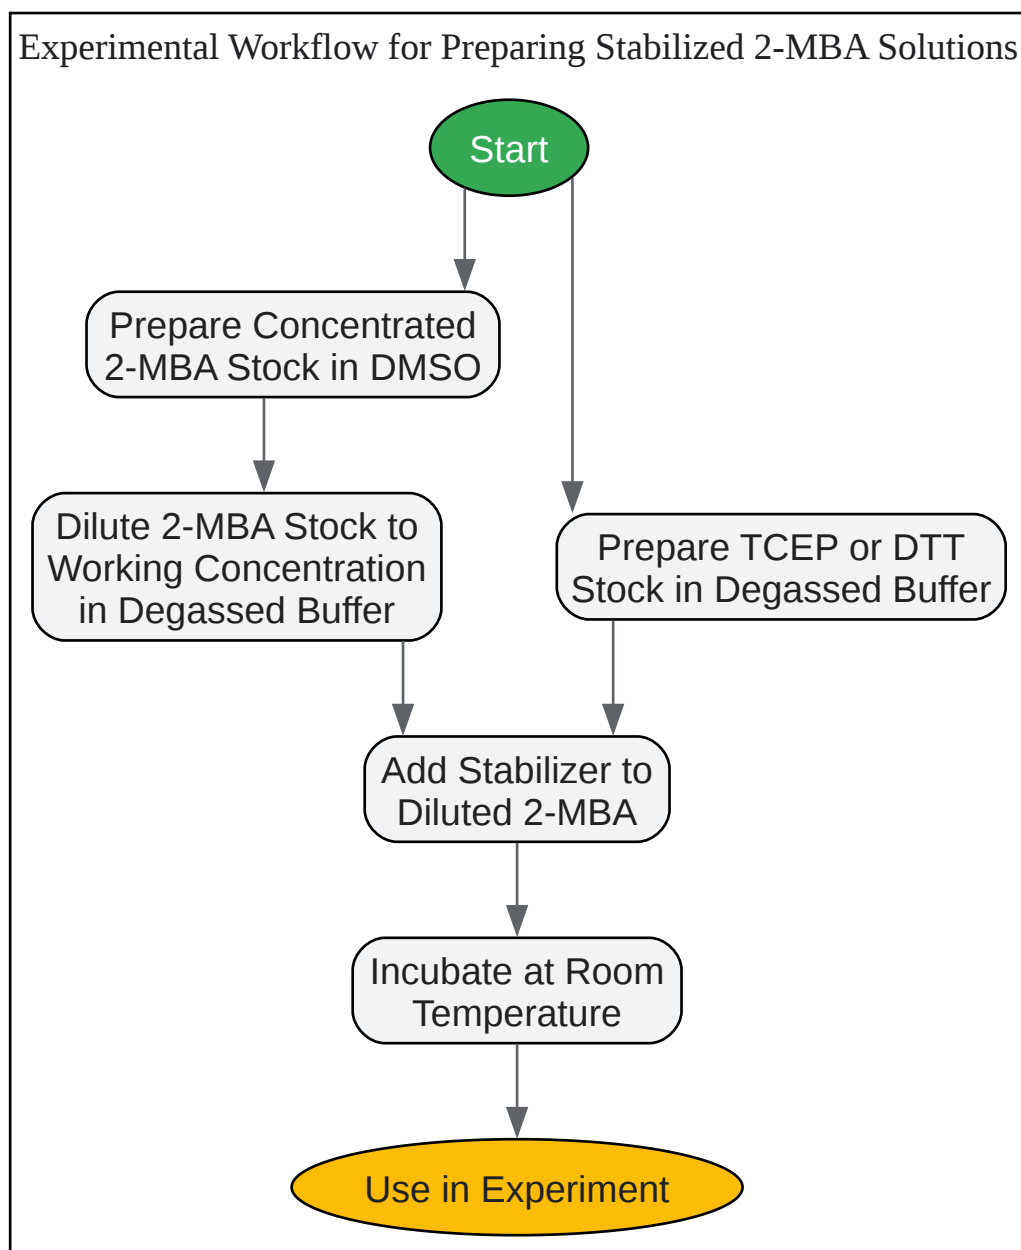 Experimental Workflow for Preparing Stabilized 2-MBA Solutions
Start
Prepare Concentrated
2-MBA Stock in DMSO
Dilute 2-MBA Stock to
Working Concentration
in Degassed Buffer
Prepare TCEP or DTT
Stock in Degassed Buffer
Add Stabilizer to
Diluted 2-MBA
Incubate at Room
Temperature
Use in Experiment